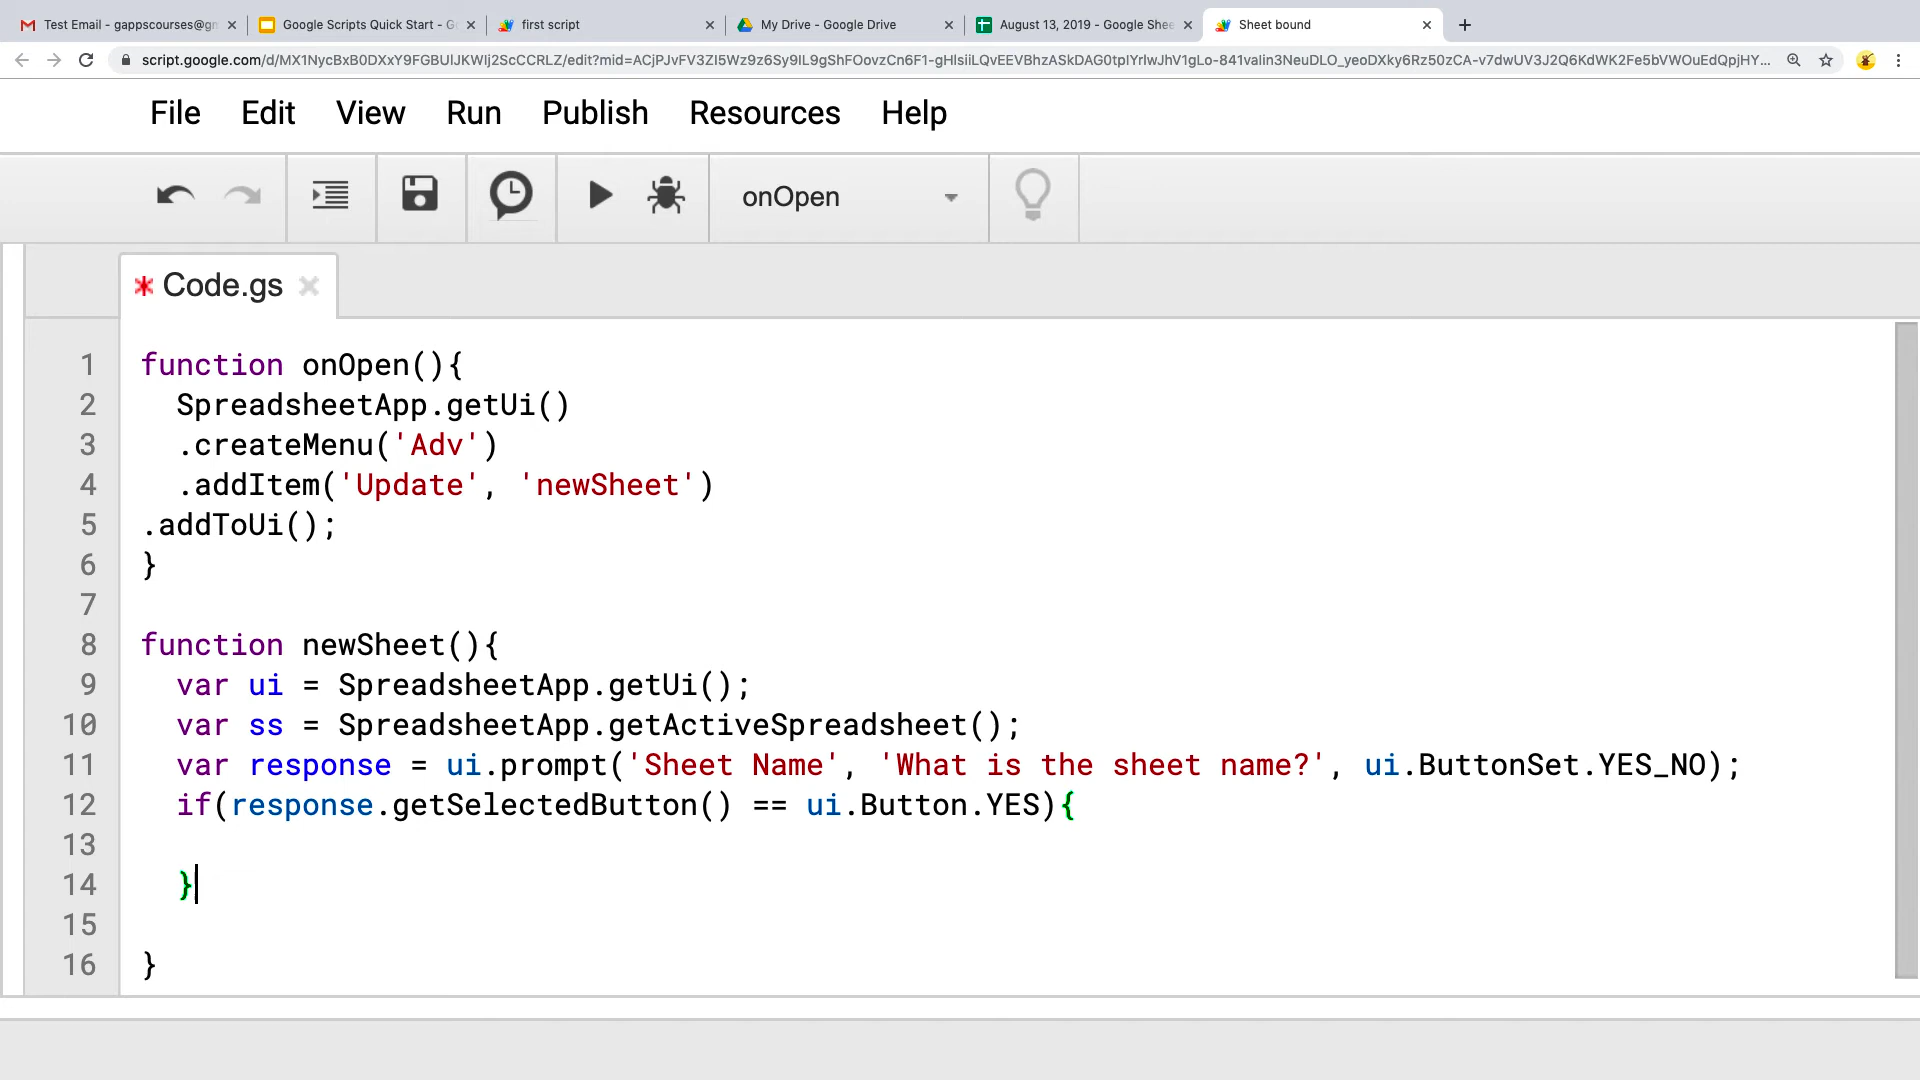 Test Email - gappscourses@gm
Google Scripts Quick Start - Go
first script
My Drive - Google Drive
August 13, 2019 - Google Shee
Sheet bound
File Edit View Run Publish Resources Help
onOpen
* Code.gs
1 function onOpen(){
2 SpreadsheetApp.getUi()
3 .createMenu('Adv')
4 .addItem('Update', 'newSheet')
5 .addToUi();
6 }
7
8 function newSheet(){
9 var ui = SpreadsheetApp.getUi();
10 var ss = SpreadsheetApp.getActiveSpreadsheet();
11 var response = ui.prompt('Sheet Name', 'What is the sheet name?', ui.ButtonSet.YES_NO);
12 if(response.getSelectedButton() == ui.Button.YES){
13
14 }
15
16 }